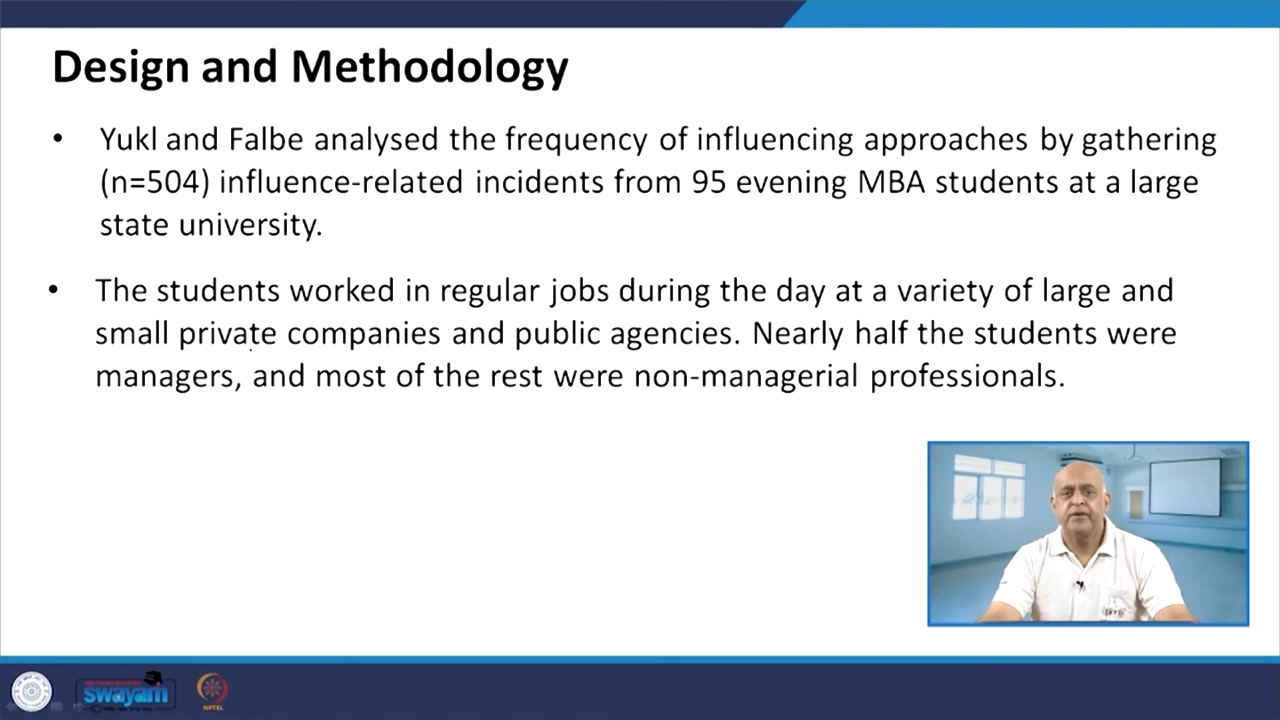 Design and Methodology
• Yukl and Falbe analysed the frequency of influencing approaches by gathering
(n=504) influence-related incidents from 95 evening MBA students at a large
state university.
• The students worked in regular jobs during the day at a variety of large and
small private companies and public agencies. Nearly half the students were
managers, and most of the rest were non-managerial professionals.
swayam
NPTEL